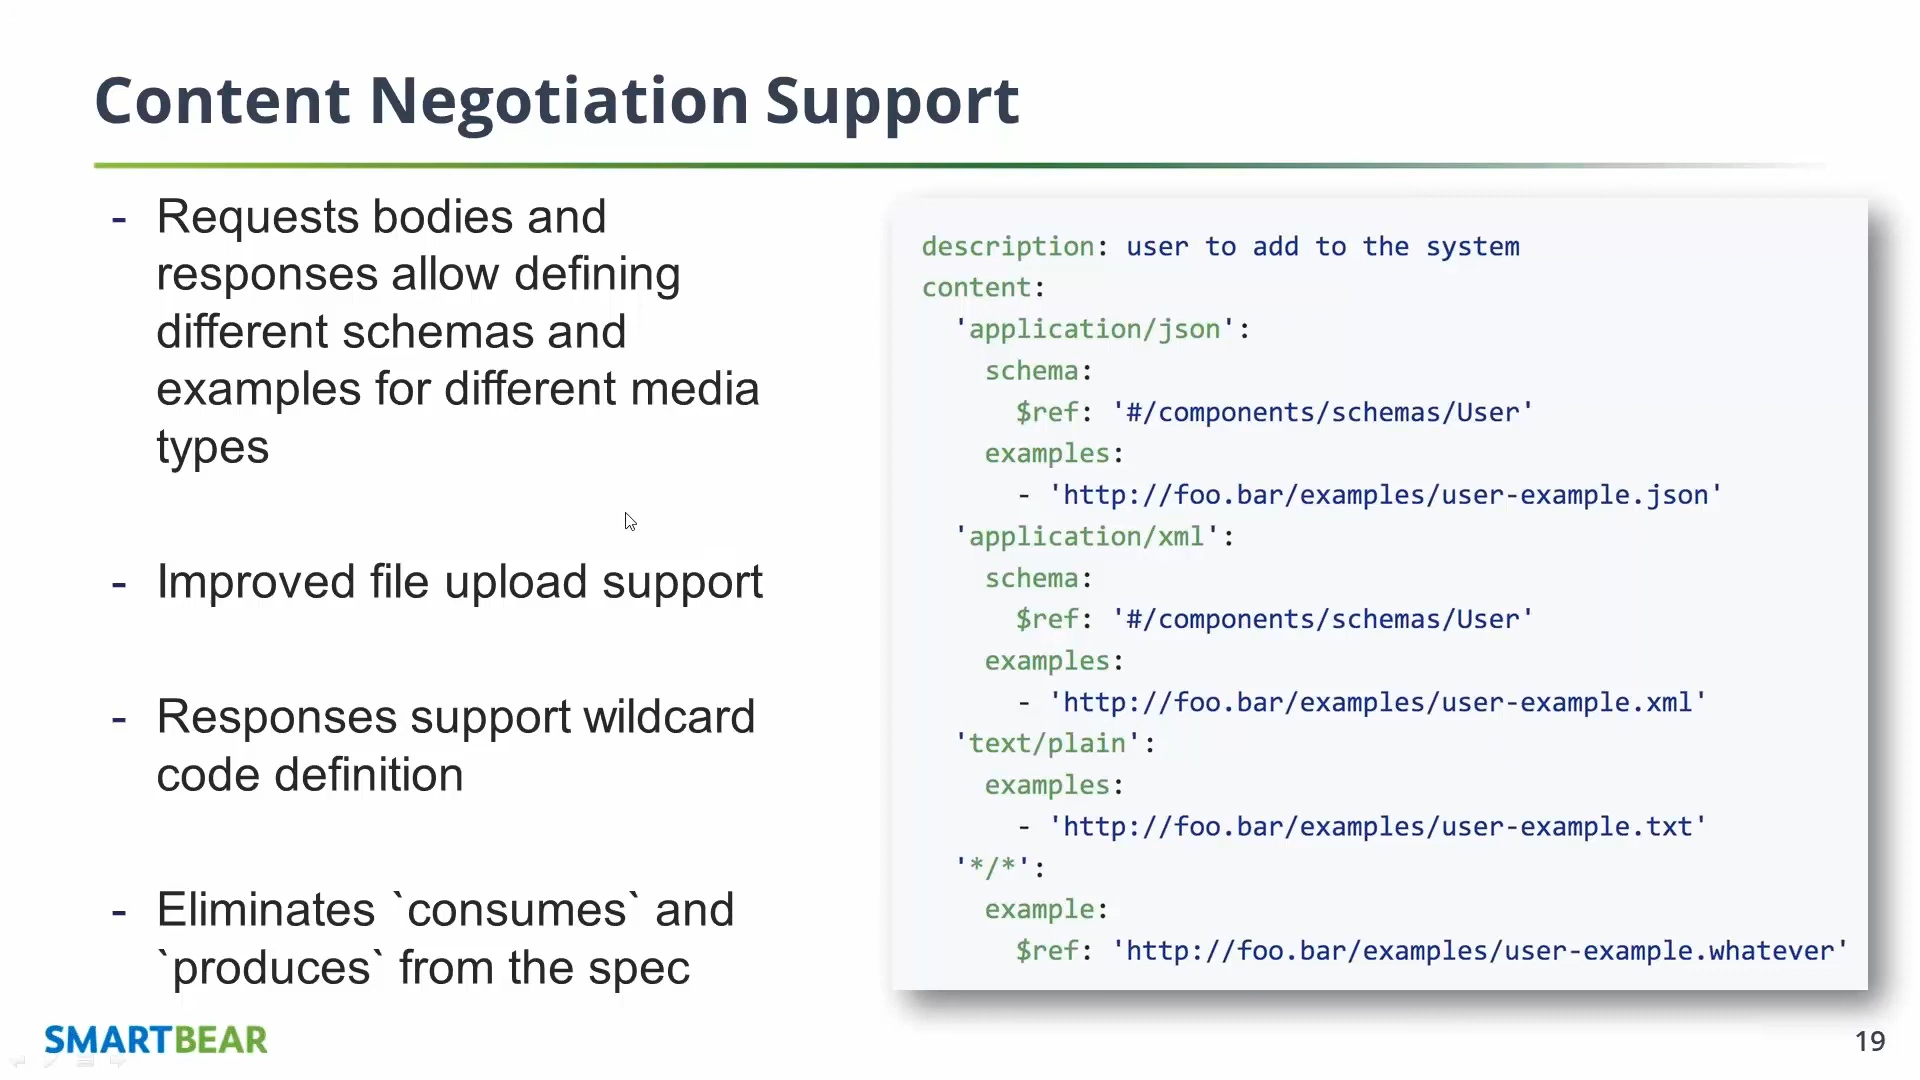 Content Negotiation Support
- Requests bodies and
responses allow defining
different schemas and
examples for different media
types
- Improved file upload support
- Responses support wildcard
code definition
- Eliminates `consumes` and
`produces` from the spec
description: user to add to the system
content:
  'application/json':
    schema:
      $ref: '#/components/schemas/User'
    examples:
      - 'http://foo.bar/examples/user-example.json'
  'application/xml':
    schema:
      $ref: '#/components/schemas/User'
    examples:
      - 'http://foo.bar/examples/user-example.xml'
  'text/plain':
    examples:
      - 'http://foo.bar/examples/user-example.txt'
  '*/*':
    example:
      $ref: 'http://foo.bar/examples/user-example.whatever'
SMARTBEAR
19